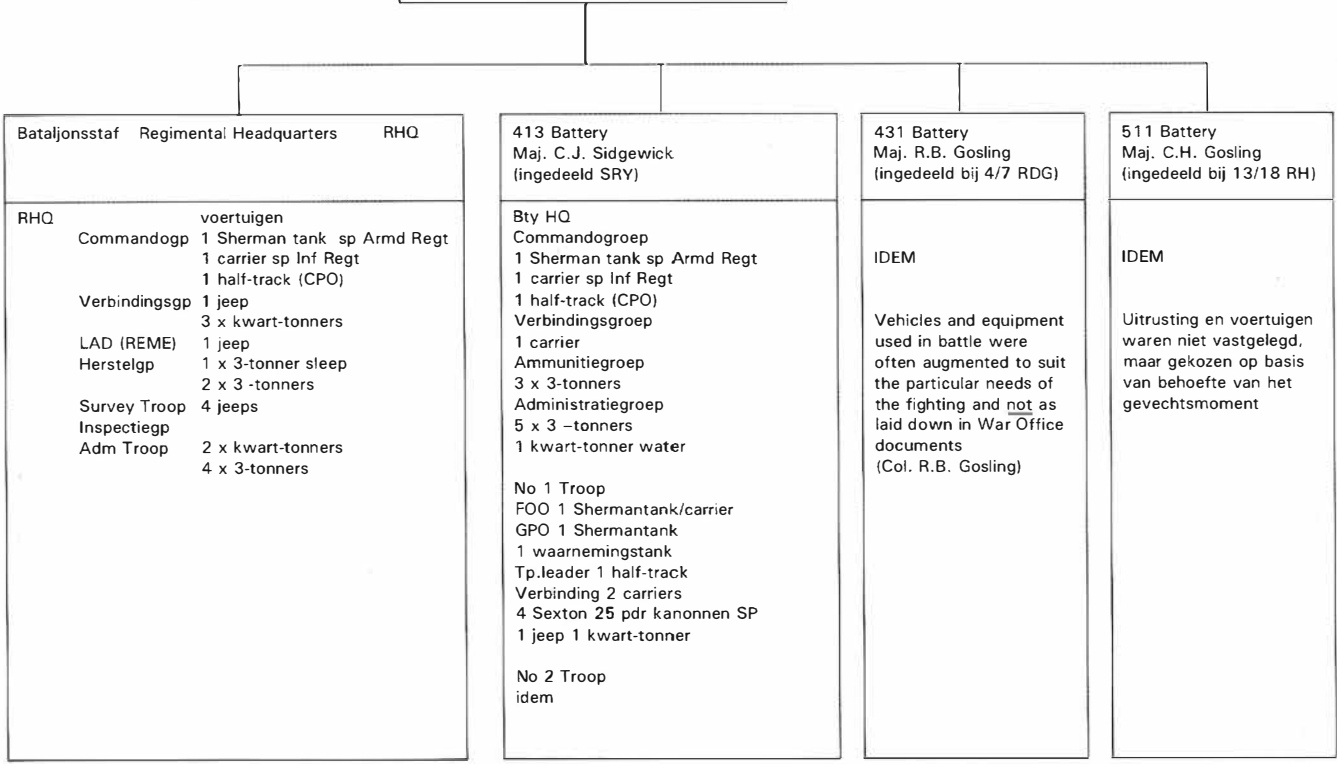 Bataljonsstaf Regimental Headquarters RHQ
RHQ voertuigen
Commandogp 1 Sherman tank sp Armd Regt
1 carrier sp Inf Regt
1 half-track (CPO)
Verbindingsgp 1 jeep
3 x kwart-tonners
LAD (REME) 1 jeep
Herstelgp 1 x 3-tonner sleep
2 x 3 -tonners
Survey Troop 4 jeeps
Inspectiegp
Adm Troop 2 x kwart-tonners
4 x 3-tonners
413 Battery
Maj. C.J. Sidgewick
(ingedeeld SRY)
Bty HQ
Commandogroep
1 Sherman tank sp Armd Regt
1 carrier sp Inf Regt
1 half-track (CPO)
Verbindingsgroep
1 carrier
Ammunitiegroep
3 x 3-tonners
Administratiegroep
5 x 3 –tonners
1 kwart-tonner water
No 1 Troop
FOO 1 Shermantank/carrier
GPO 1 Shermantank
1 waarnemingstank
Tp.leader 1 half-track
Verbinding 2 carriers
4 Sexton 25 pdr kanonnen SP
1 jeep 1 kwart-tonner
No 2 Troop
idem
431 Battery
Maj. R.B. Gosling
(ingedeeld bij 4/7 RDG)
IDEM
Vehicles and equipment
used in battle were
often augmented to suit
the particular needs of
the fighting and not as
laid down in War Office
documents
(Col. R.B. Gosling)
511 Battery
Maj. C.H. Gosling
(ingedeeld bij 13/18 RH)
IDEM
Uitrusting en voertuigen
waren niet vastgelegd,
maar gekozen op basis
van behoefte van het
gevechtsmoment